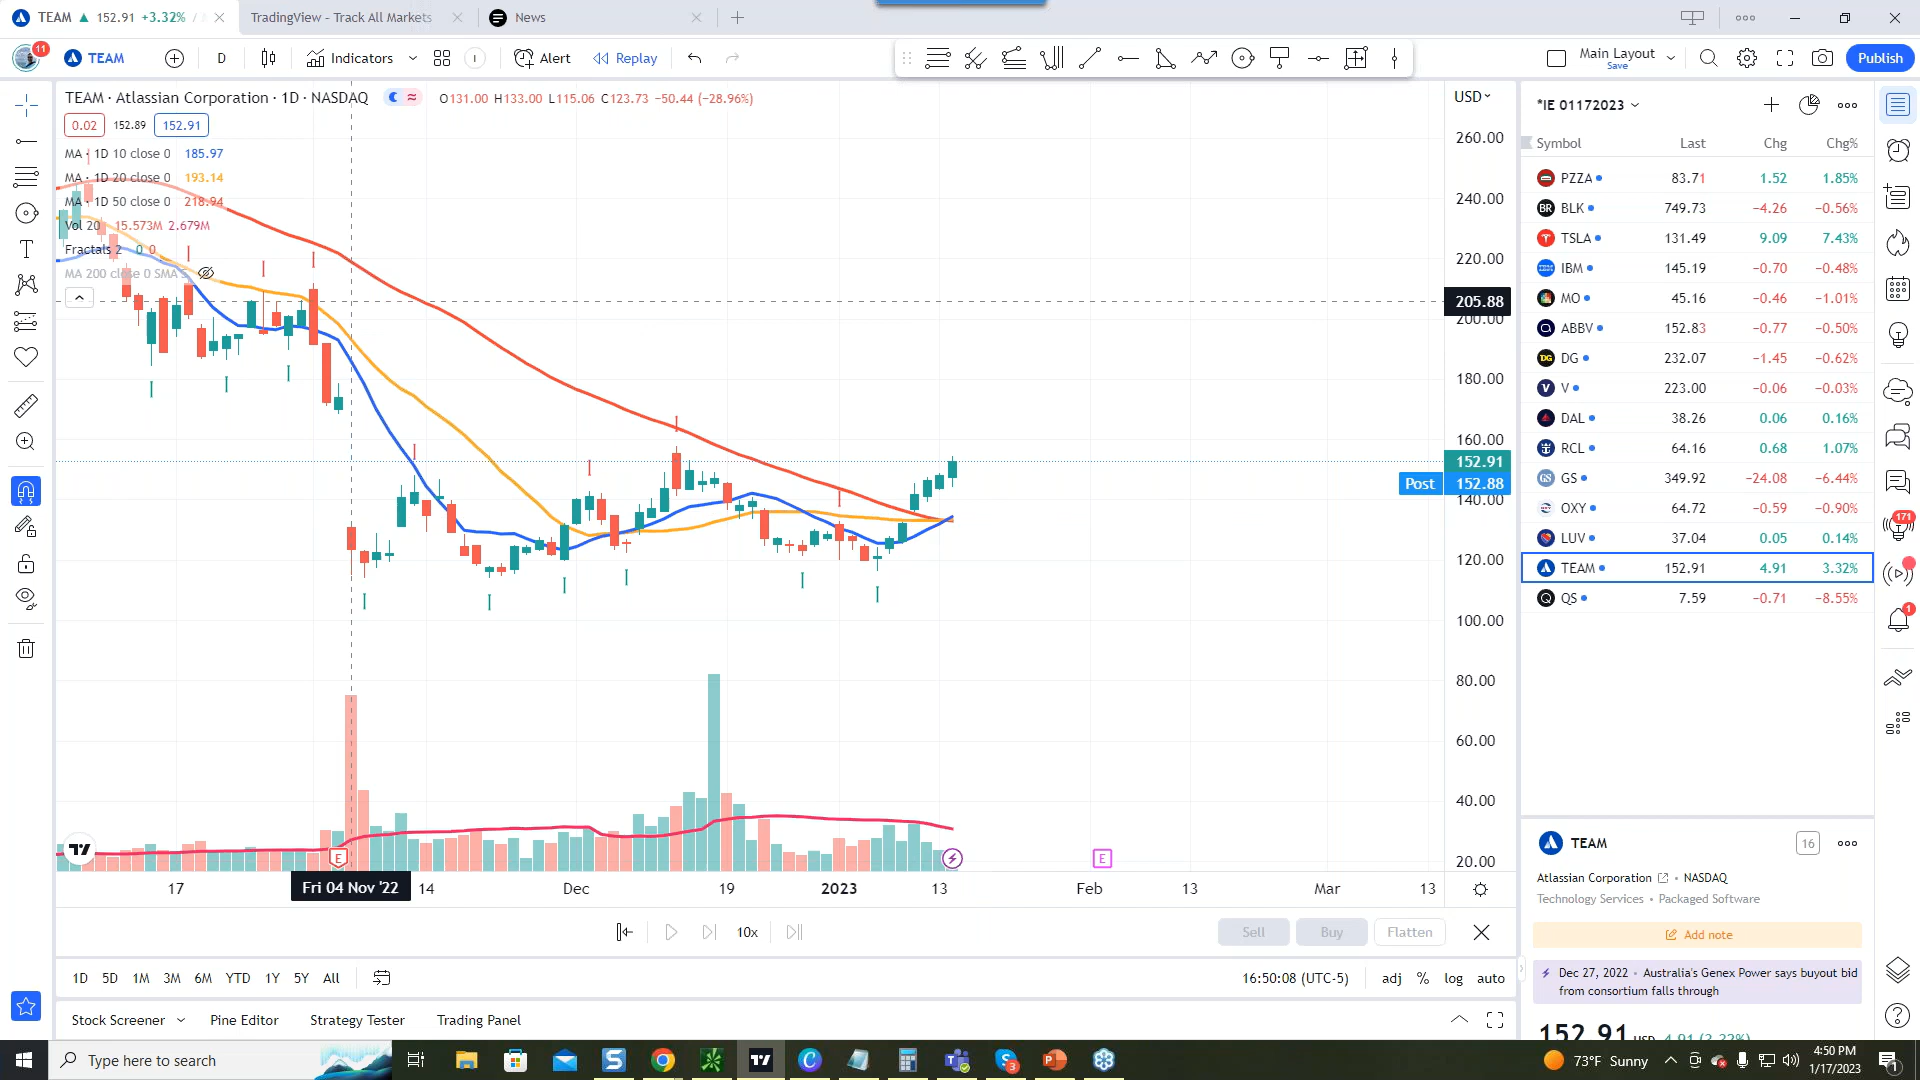 TEAM ▲ 152.91 +3.32% /
TradingView - Track All Markets
News
11
TEAM
D
Indicators
Alert
Replay
Main Layout
Save
Publish
TEAM · Atlassian Corporation · 1D · NASDAQ
O131.00 H133.00 L115.06 C123.73 −50.44 (−28.96%)
0.02 152.89 152.91
MA · 1D 10 close 0 185.97
MA · 1D 20 close 0 193.14
MA · 1D 50 close 0 218.94
Vol 20 15.573M 2.679M
Fractals 2 0 0
MA 200 close 0 SMA
USD
260.00
240.00
220.00
205.88
200.00
180.00
160.00
152.91
Post 152.88
140.00
120.00
100.00
80.00
60.00
40.00
20.00
E
E
17
Fri 04 Nov '22
14
Dec
19
2023
13
Feb
13
Mar
13
10x
Sell
Buy
Flatten
1D 5D 1M 3M 6M YTD 1Y 5Y All
16:50:08 (UTC-5)
adj % log auto
Stock Screener
Pine Editor
Strategy Tester
Trading Panel
*IE 01172023
Symbol Last Chg Chg%
PZZA 83.71 1.52 1.85%
BR BLK 749.73 −4.26 −0.56%
TSLA 131.49 9.09 7.43%
IBM 145.19 −0.70 −0.48%
MO 45.16 −0.46 −1.01%
ABBV 152.83 −0.77 −0.50%
DG DG 232.07 −1.45 −0.62%
V V 223.00 −0.06 −0.03%
DAL 38.26 0.06 0.16%
RCL 64.16 0.68 1.07%
GS GS 349.92 −24.08 −6.44%
OXY 64.72 −0.59 −0.90%
LUV 37.04 0.05 0.14%
TEAM 152.91 4.91 3.32%
QS 7.59 −0.71 −8.55%
171
1
TEAM
16
Atlassian Corporation • NASDAQ
Technology Services • Packaged Software
Add note
Dec 27, 2022 • Australia's Genex Power says buyout bid
from consortium falls through
152.91 USD 4.91 (3.32%)
Type here to search
3
73°F Sunny
4:50 PM
1/17/2023
1